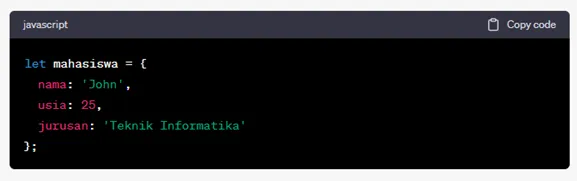 javascript
Copy code
let mahasiswa = {
nama: 'John',
usia: 25,
jurusan: 'Teknik Informatika'
};